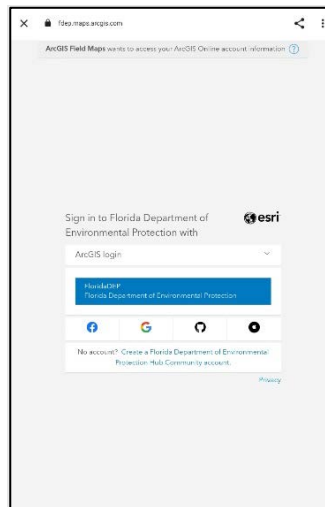 fdep.maps.arcgis.com
ArcGIS Field Maps wants to access your ArcGIS Online account information
Sign in to Florida Department of
Environmental Protection with
esri
ArcGIS login
FloridaDEP
Florida Department of Environmental Protection
No account? Create a Florida Department of Environmental
Protection Hub Community account.
Privacy